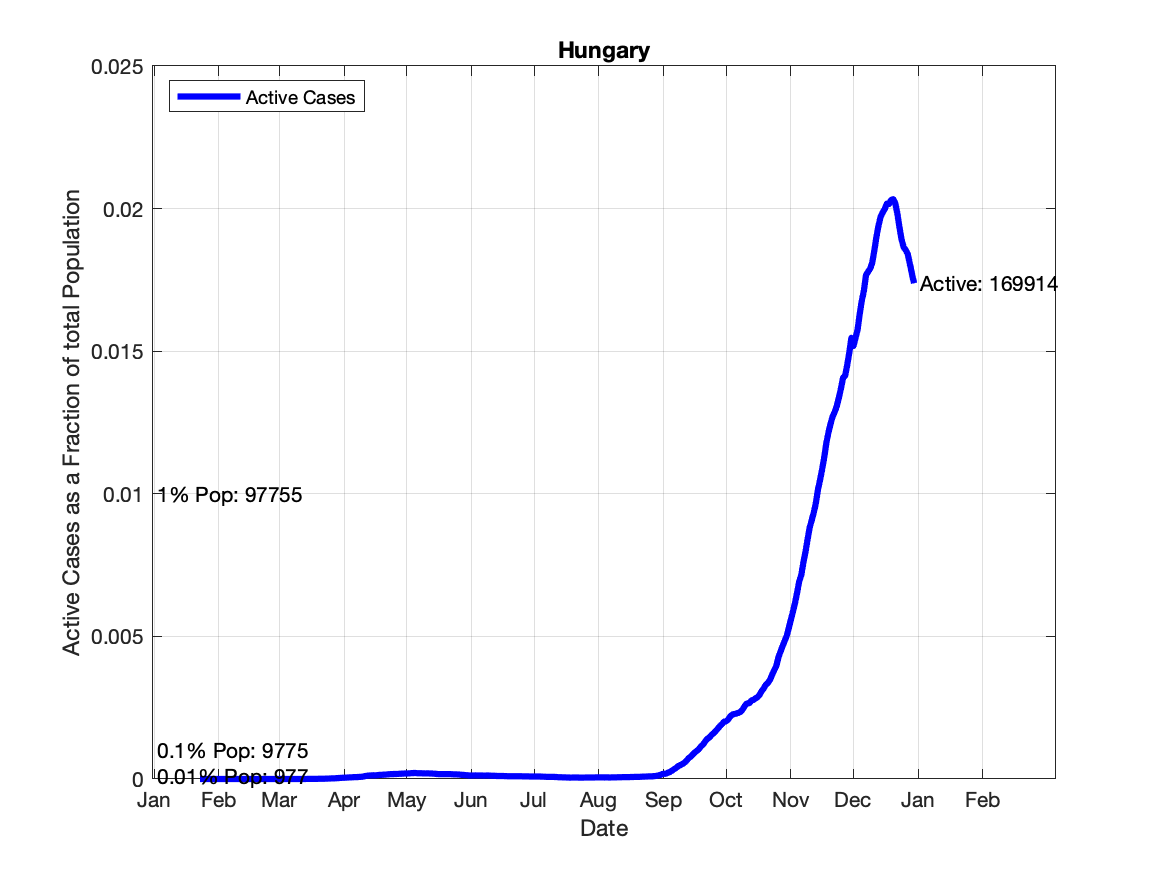 Hungary
0.025
Active Cases
0.02
Active: 169914
0.015
0.01
1% Pop: 97755
0.005
0.1% Pop: 9775
0
0.01% Pop: 977
Jan Feb Mar Apr May Jun Jul Aug Sep Oct Nov Dec Jan Feb
Date
Active Cases as a Fraction of total Population